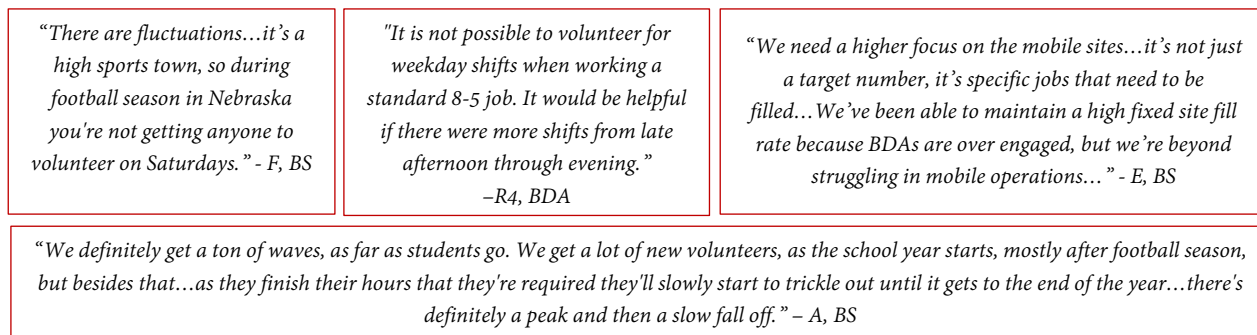 “There are fluctuations…it’s a
high sports town, so during
football season in Nebraska
you're not getting anyone to
volunteer on Saturdays.” - F, BS
"It is not possible to volunteer for
weekday shifts when working a
standard 8-5 job. It would be helpful
if there were more shifts from late
afternoon through evening.”
–R4, BDA
“We need a higher focus on the mobile sites…it’s not just
a target number, it’s specific jobs that need to be
filled…We’ve been able to maintain a high fixed site fill
rate because BDAs are over engaged, but we’re beyond
struggling in mobile operations…” - E, BS
“We definitely get a ton of waves, as far as students go. We get a lot of new volunteers, as the school year starts, mostly after football season,
but besides that…as they finish their hours that they're required they'll slowly start to trickle out until it gets to the end of the year…there's
definitely a peak and then a slow fall off.” – A, BS